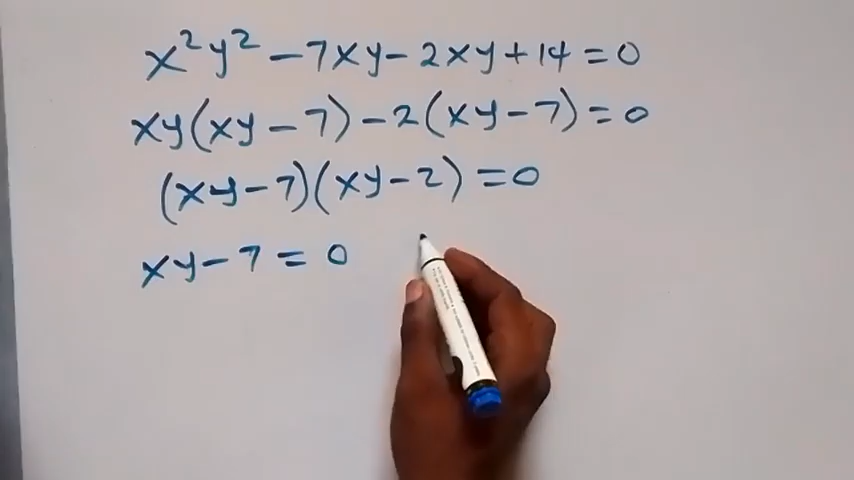 x²y² - 7xy - 2xy + 14 = 0
xy(xy - 7) - 2(xy - 7) = 0
(xy - 7)(xy - 2) = 0
xy - 7 = 0